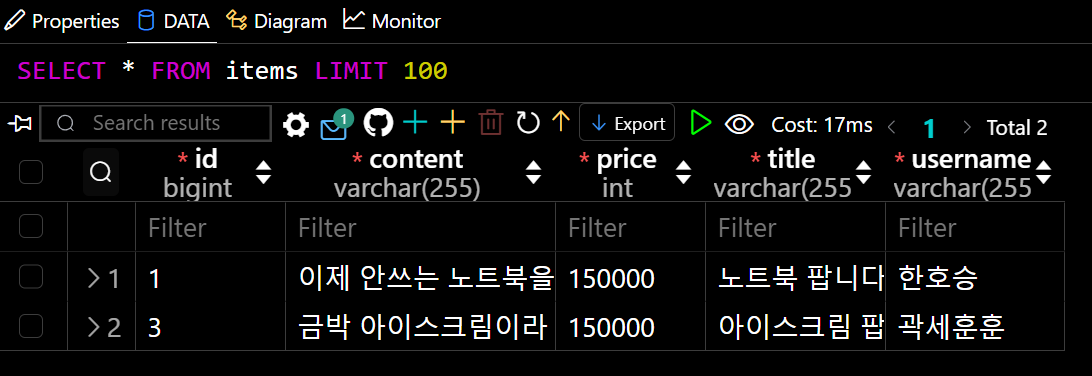 Properties DATA Diagram Monitor
SELECT * FROM items LIMIT 100
Search results 1 Export Cost: 17ms 1 Total 2
* id * content * price * title * username
bigint varchar(255) int varchar(255 varchar(255
Filter Filter Filter Filter Filter
1 1 이제 안쓰는 노트북을 150000 노트북 팝니다 한호승
2 3 금박 아이스크림이라 150000 아이스크림 팝 곽세훈훈